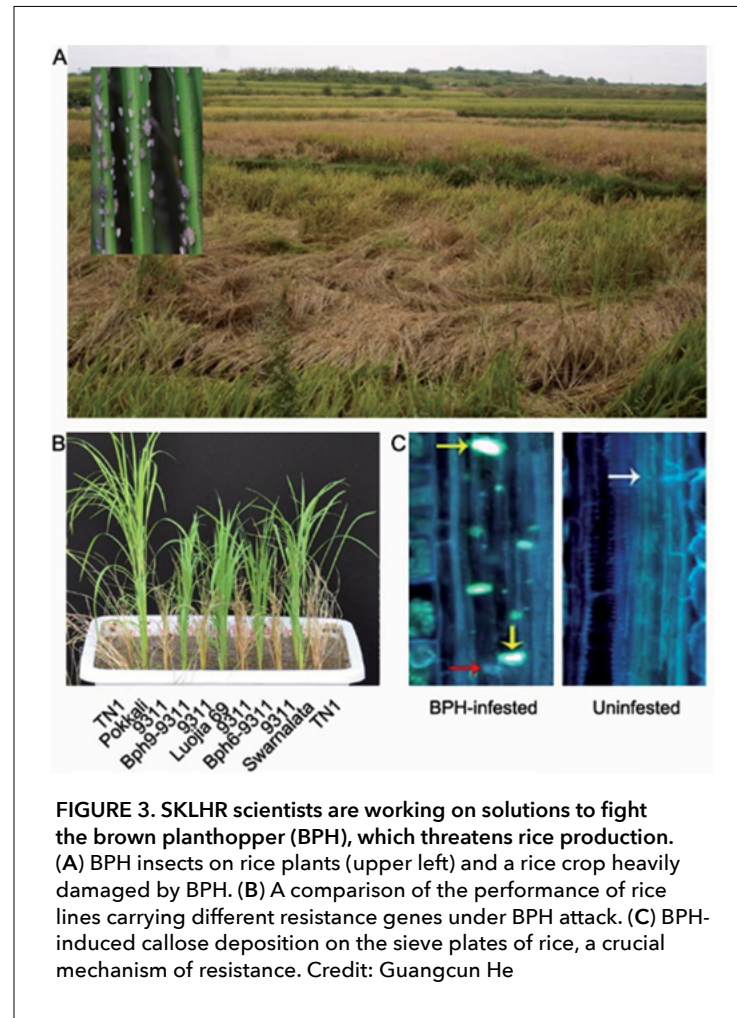 A
B
C
TN1
Pokkali
9311
Bph9-9311
9311
Luojia 69
9311
Bph6-9311
9311
Swarnalata
TN1
BPH-infested
Uninfested
FIGURE 3. SKLHR scientists are working on solutions to fight
the brown planthopper (BPH), which threatens rice production.
(A) BPH insects on rice plants (upper left) and a rice crop heavily
damaged by BPH. (B) A comparison of the performance of rice
lines carrying different resistance genes under BPH attack. (C) BPH-
induced callose deposition on the sieve plates of rice, a crucial
mechanism of resistance. Credit: Guangcun He